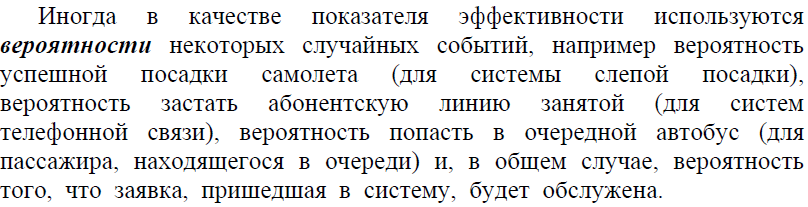 Иногда в качестве показателя эффективности используются
вероятности некоторых случайных событий, например вероятность
успешной посадки самолета (для системы слепой посадки),
вероятность застать абонентскую линию занятой (для систем
телефонной связи), вероятность попасть в очередной автобус (для
пассажира, находящегося в очереди) и, в общем случае, вероятность
того, что заявка, пришедшая в систему, будет обслужена.